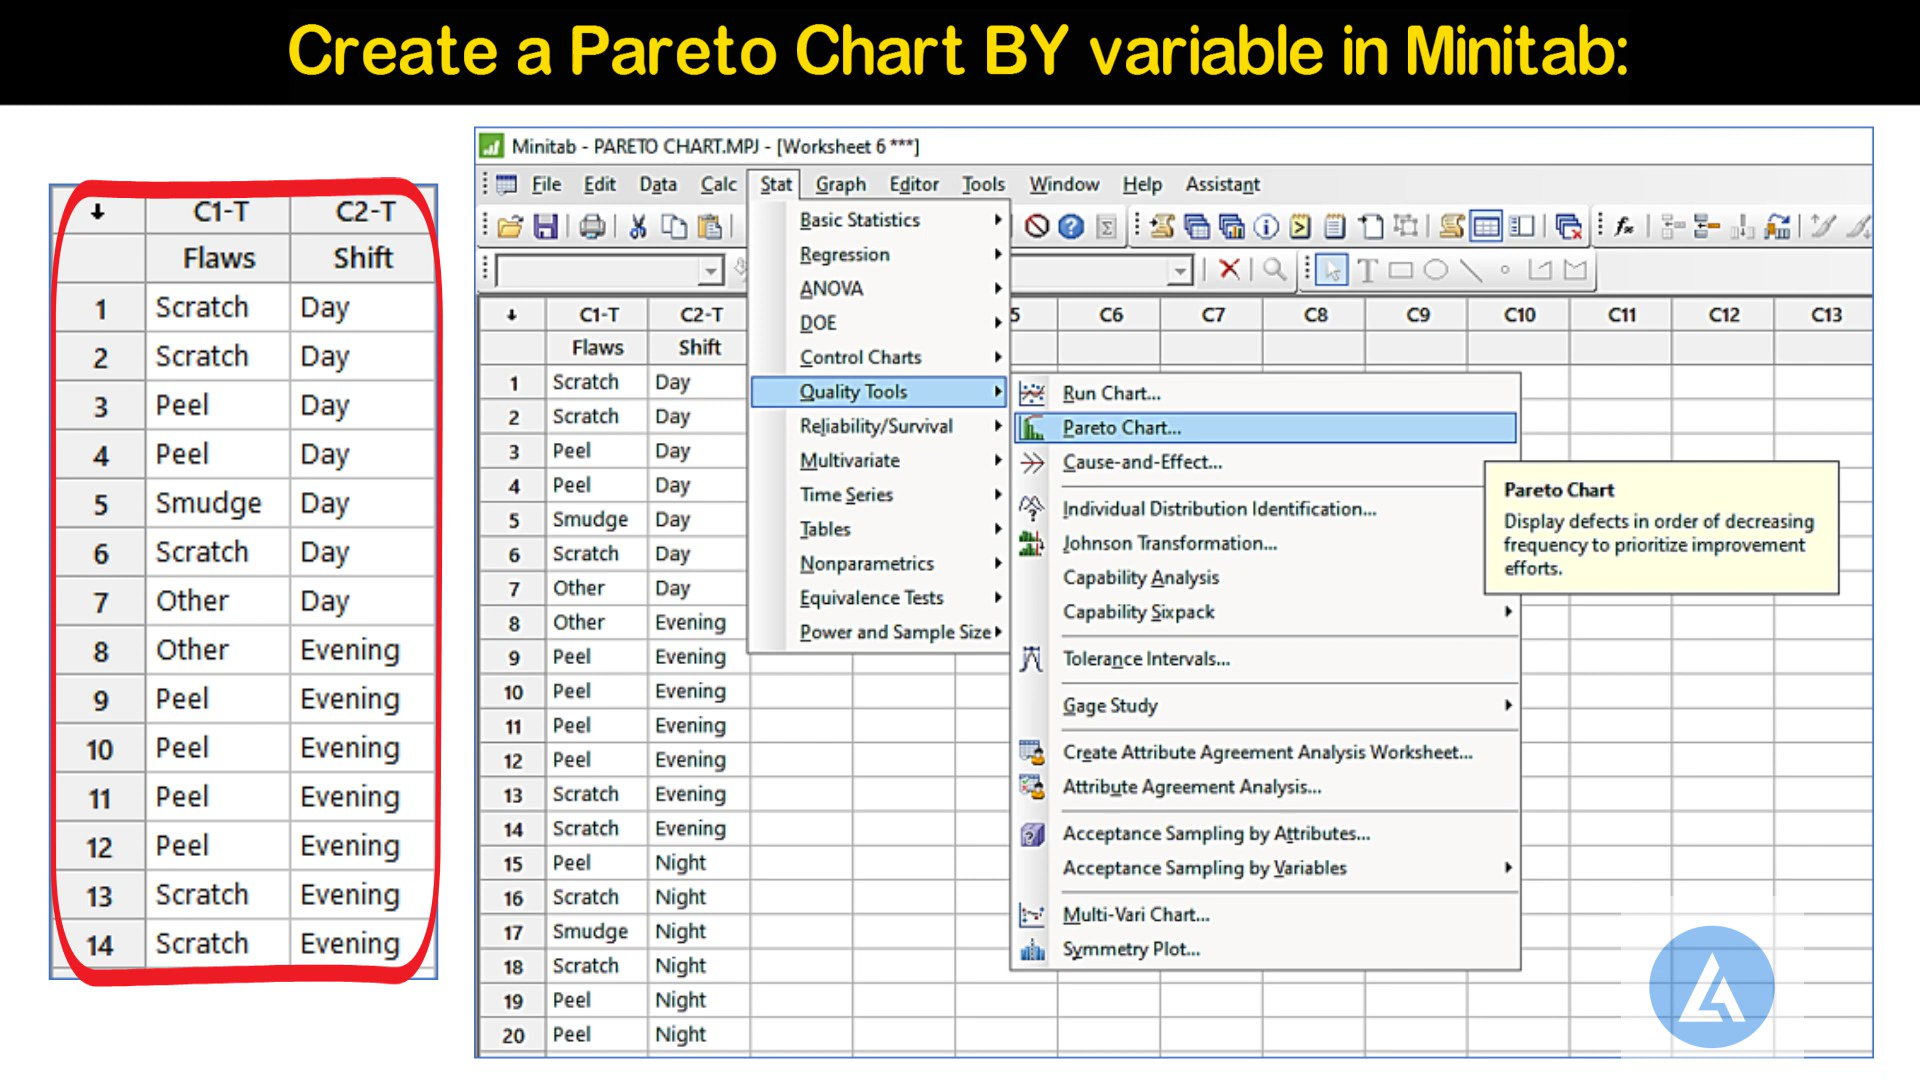 Create a Pareto Chart BY variable in Minitab:
C1-T C2-T
Flaws Shift
1 Scratch Day
2 Scratch Day
3 Peel Day
4 Peel Day
5 Smudge Day
6 Scratch Day
7 Other Day
8 Other Evening
9 Peel Evening
10 Peel Evening
11 Peel Evening
12 Peel Evening
13 Scratch Evening
14 Scratch Evening
Minitab - PARETO CHART.MPJ - [Worksheet 6 ***]
File Edit Data Calc Stat Graph Editor Tools Window Help Assistant
Basic Statistics
Regression
ANOVA
DOE
Control Charts
Quality Tools
Reliability/Survival
Multivariate
Time Series
Tables
Nonparametrics
Equivalence Tests
Power and Sample Size
C1-T C2-T 5 C6 C7 C8 C9 C10 C11 C12 C13
Flaws Shift
1 Scratch Day
2 Scratch Day
3 Peel Day
4 Peel Day
5 Smudge Day
6 Scratch Day
7 Other Day
8 Other Evening
9 Peel Evening
10 Peel Evening
11 Peel Evening
12 Peel Evening
13 Scratch Evening
14 Scratch Evening
15 Peel Night
16 Scratch Night
17 Smudge Night
18 Scratch Night
19 Peel Night
20 Peel Night
Run Chart...
Pareto Chart...
Cause-and-Effect...
Individual Distribution Identification...
Johnson Transformation...
Capability Analysis
Capability Sixpack
Tolerance Intervals...
Gage Study
Create Attribute Agreement Analysis Worksheet...
Attribute Agreement Analysis...
Acceptance Sampling by Attributes...
Acceptance Sampling by Variables
Multi-Vari Chart...
Symmetry Plot...
Pareto Chart
Display defects in order of decreasing
frequency to prioritize improvement
efforts.